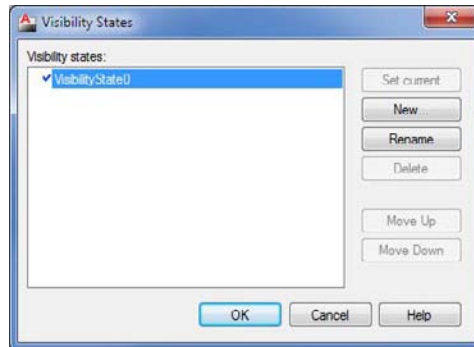 Visibility States
Visibility states:
VisibilityState0
Set current
New...
Rename
Delete
Move Up
Move Down
OK
Cancel
Help